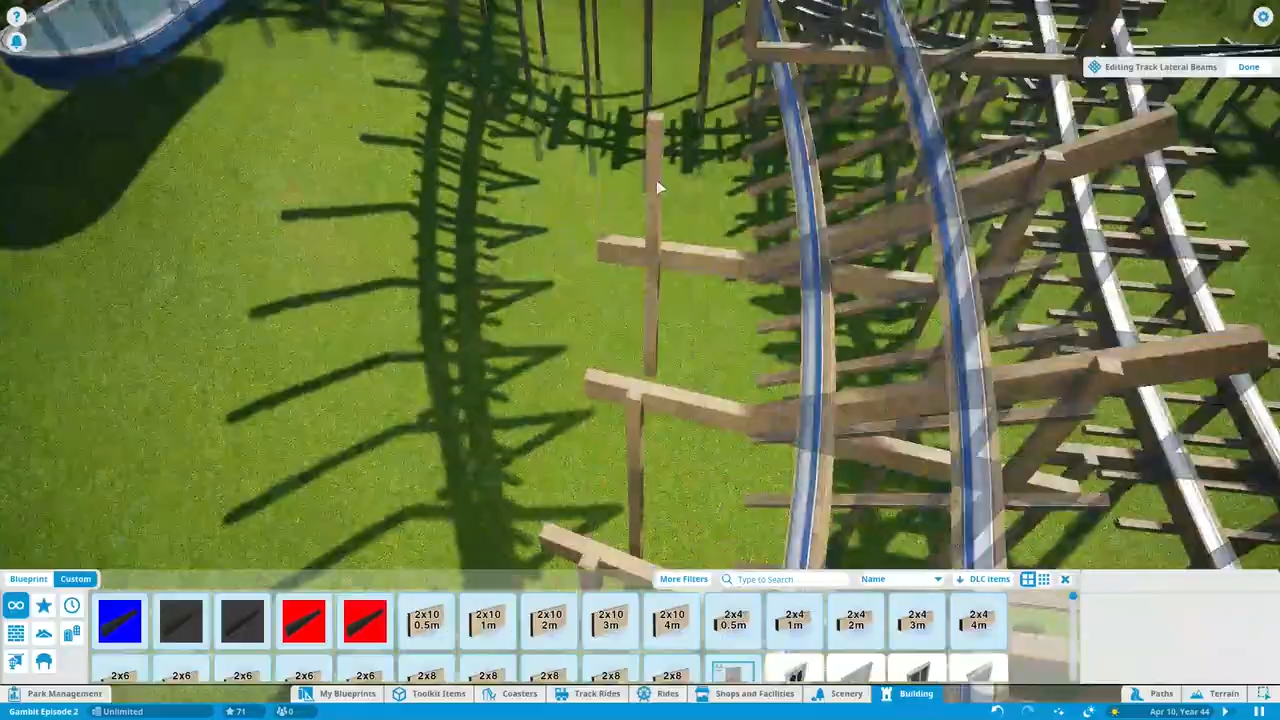 ?
Editing Track Lateral Beams Done
Blueprint Custom More Filters Type to Search Name DLC items
2x10 0.5m 2x10 1m 2x10 2m 2x10 3m 2x10 4m 2x4 0.5m 2x4 1m 2x4 2m 2x4 3m 2x4 4m
2x6 2x6 2x6 2x6 2x6 2x8 2x8 2x8 2x8 2x8
Park Management My Blueprints Toolkit Items Coasters Track Rides Rides Shops and Facilities Scenery Building Paths Terrain
Gambit Episode 2 Unlimited 71 0 Apr 10, Year 44